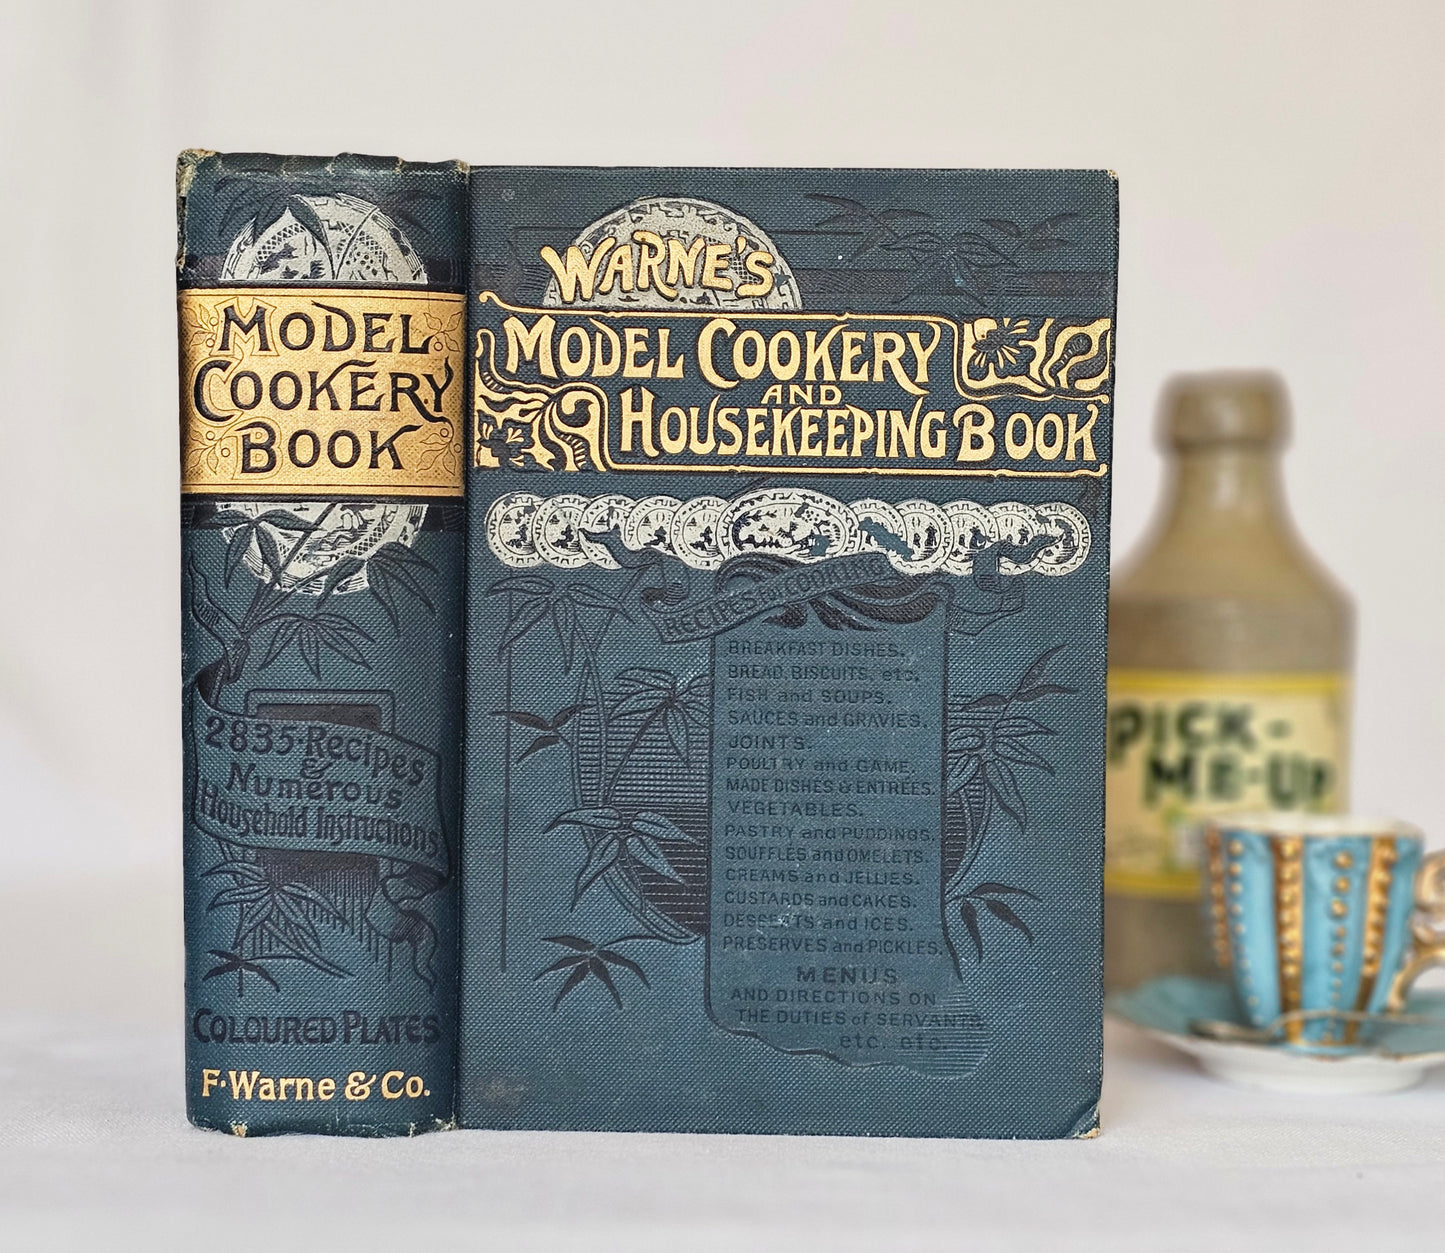 MODEL
COOKERY
BOOK
2835·Recipes
&
Numerous
Household Instructions
COLOURED PLATES
F·Warne & Co.
WARNE'S
MODEL COOKERY
AND
HOUSEKEEPING BOOK
RECIPES for COOKING
BREAKFAST DISHES.
BREAD, BISCUITS, etc.
FISH and SOUPS.
SAUCES and GRAVIES.
JOINTS.
POULTRY and GAME.
MADE DISHES & ENTRÉES.
VEGETABLES.
PASTRY and PUDDINGS.
SOUFFLÉS and OMELETS.
CREAMS and JELLIES.
CUSTARDS and CAKES.
DESSERTS and ICES.
PRESERVES and PICKLES.
MENUS
AND DIRECTIONS ON
THE DUTIES of SERVANTS
etc. etc.
PICK-
ME-UP